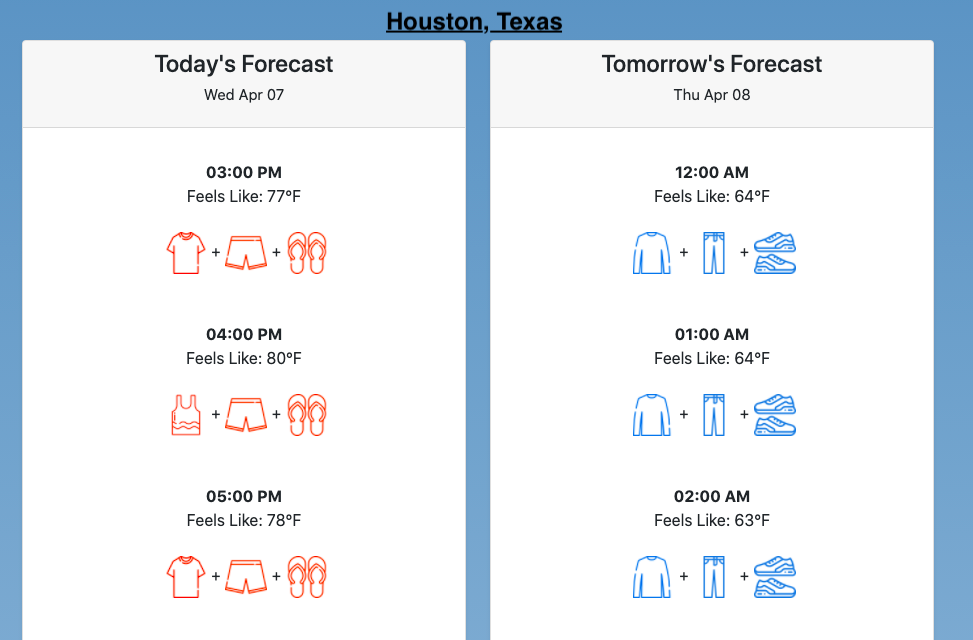 Houston, Texas
Today's Forecast
Wed Apr 07
03:00 PM
Feels Like: 77°F
+ +
04:00 PM
Feels Like: 80°F
+ +
05:00 PM
Feels Like: 78°F
+ +
Tomorrow's Forecast
Thu Apr 08
12:00 AM
Feels Like: 64°F
+ +
01:00 AM
Feels Like: 64°F
+ +
02:00 AM
Feels Like: 63°F
+ +